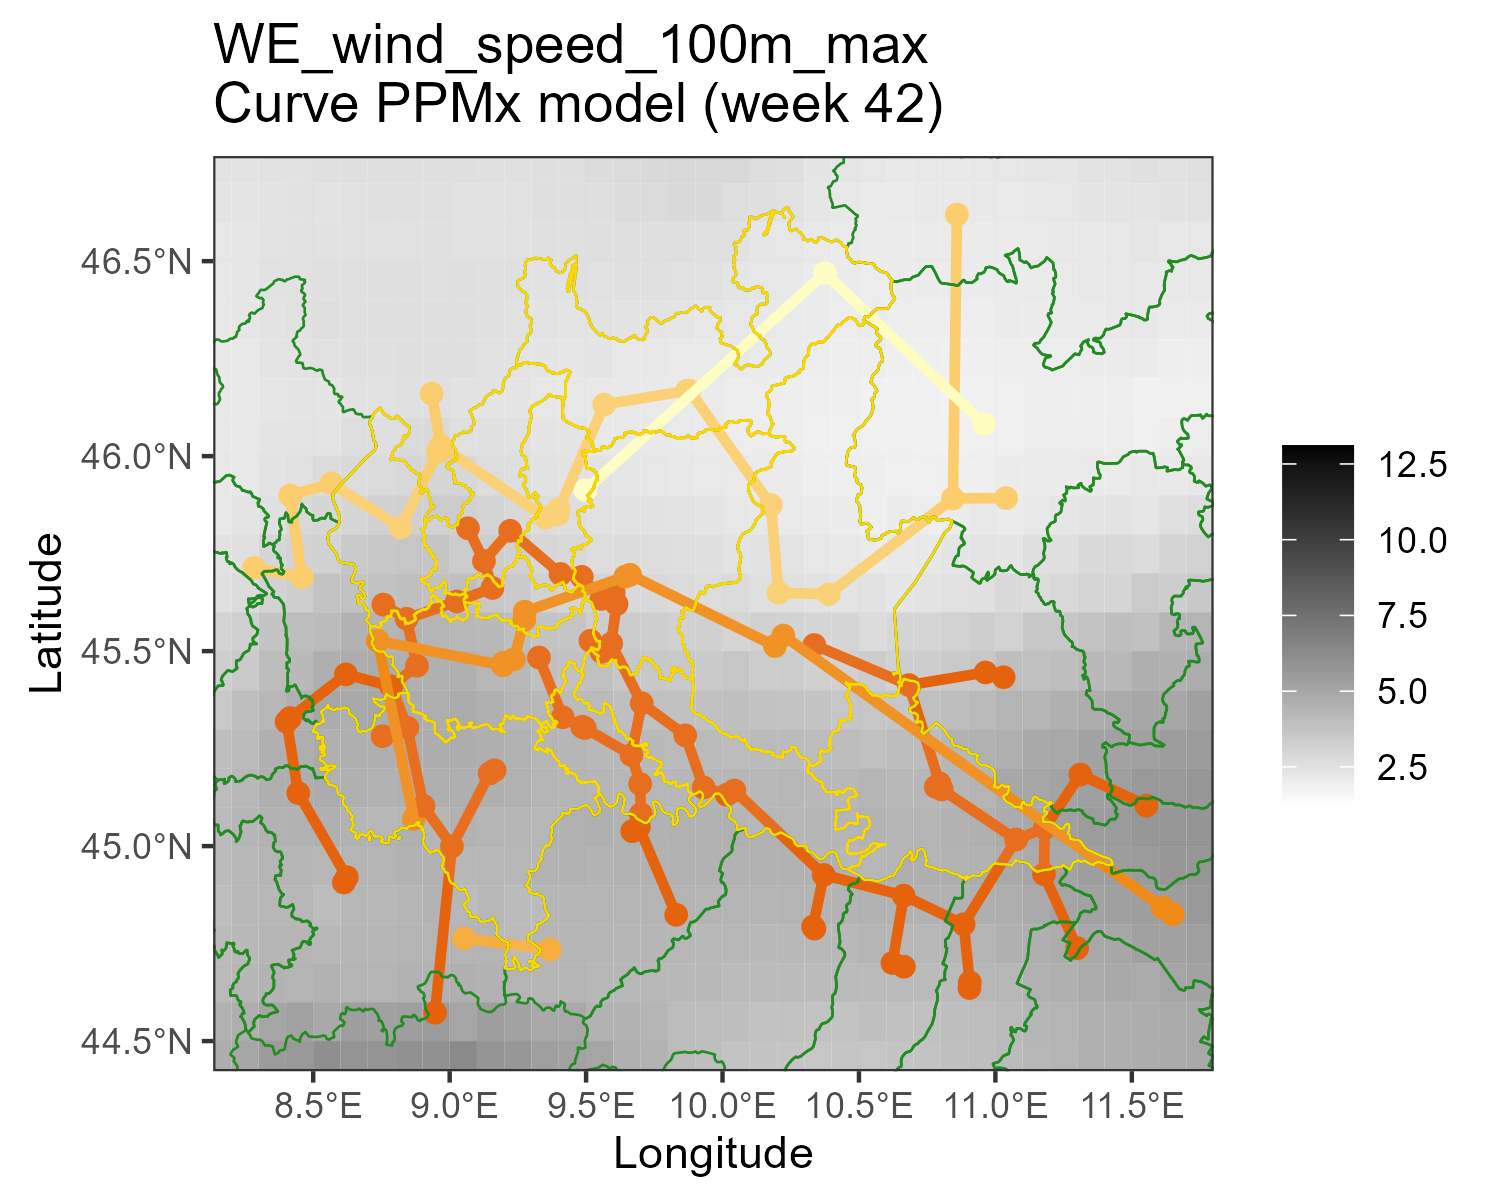 WE_wind_speed_100m_max
Curve PPMx model (week 42)
46.5°N
46.0°N
45.5°N
45.0°N
44.5°N
Latitude
8.5°E 9.0°E 9.5°E 10.0°E 10.5°E 11.0°E 11.5°E
Longitude
12.5
10.0
7.5
5.0
2.5